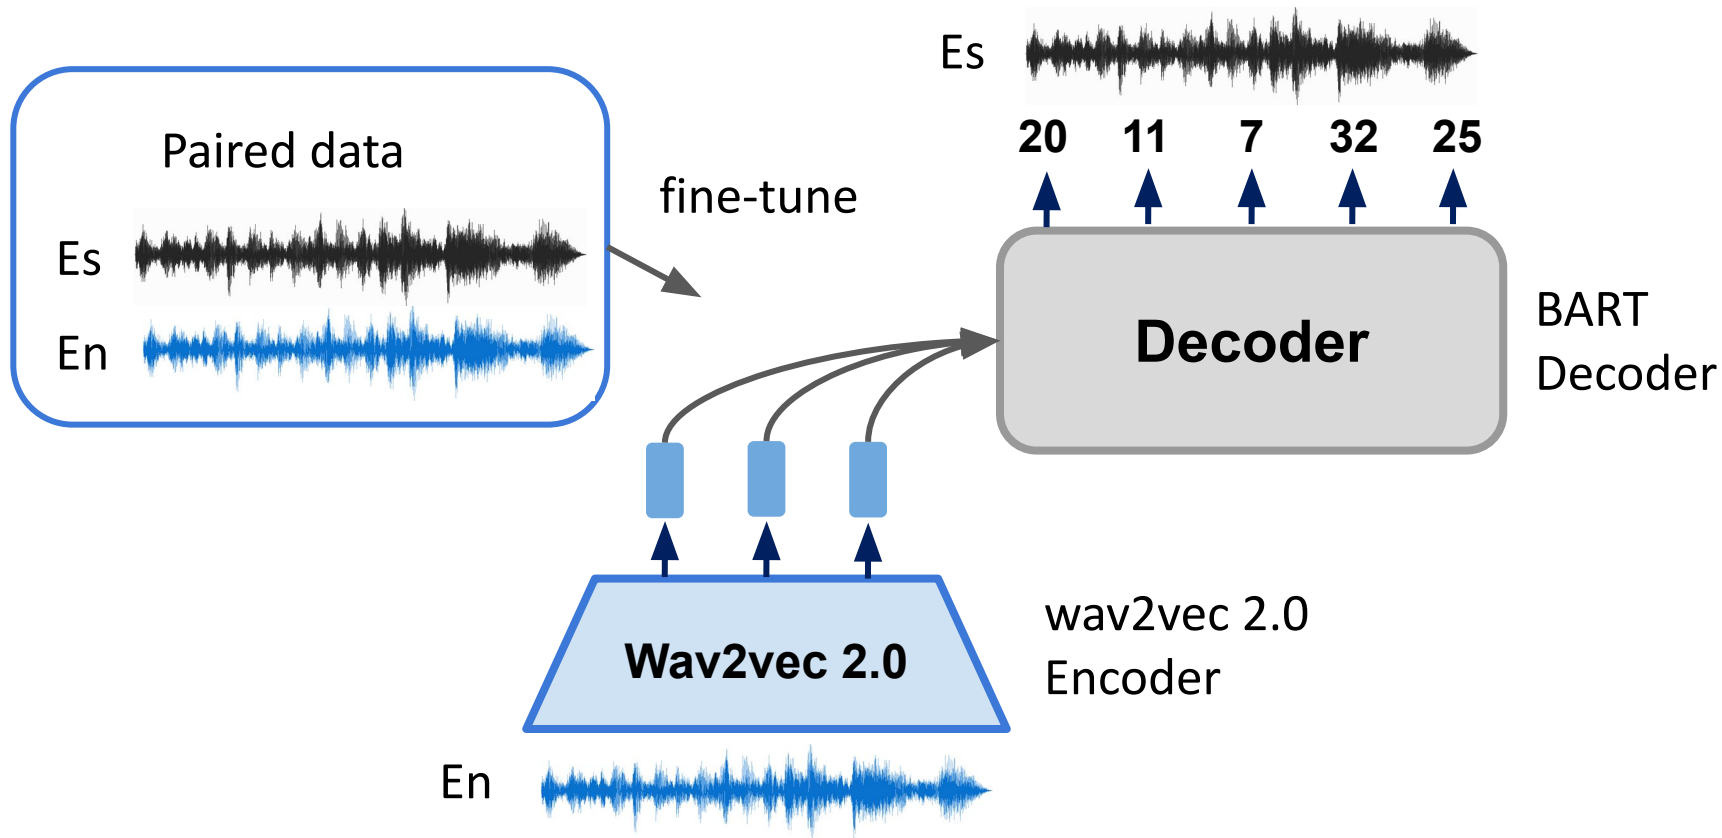 Paired data
Es
En
fine-tune
Es
20 11 7 32 25
Decoder
BART
Decoder
Wav2vec 2.0
wav2vec 2.0
Encoder
En